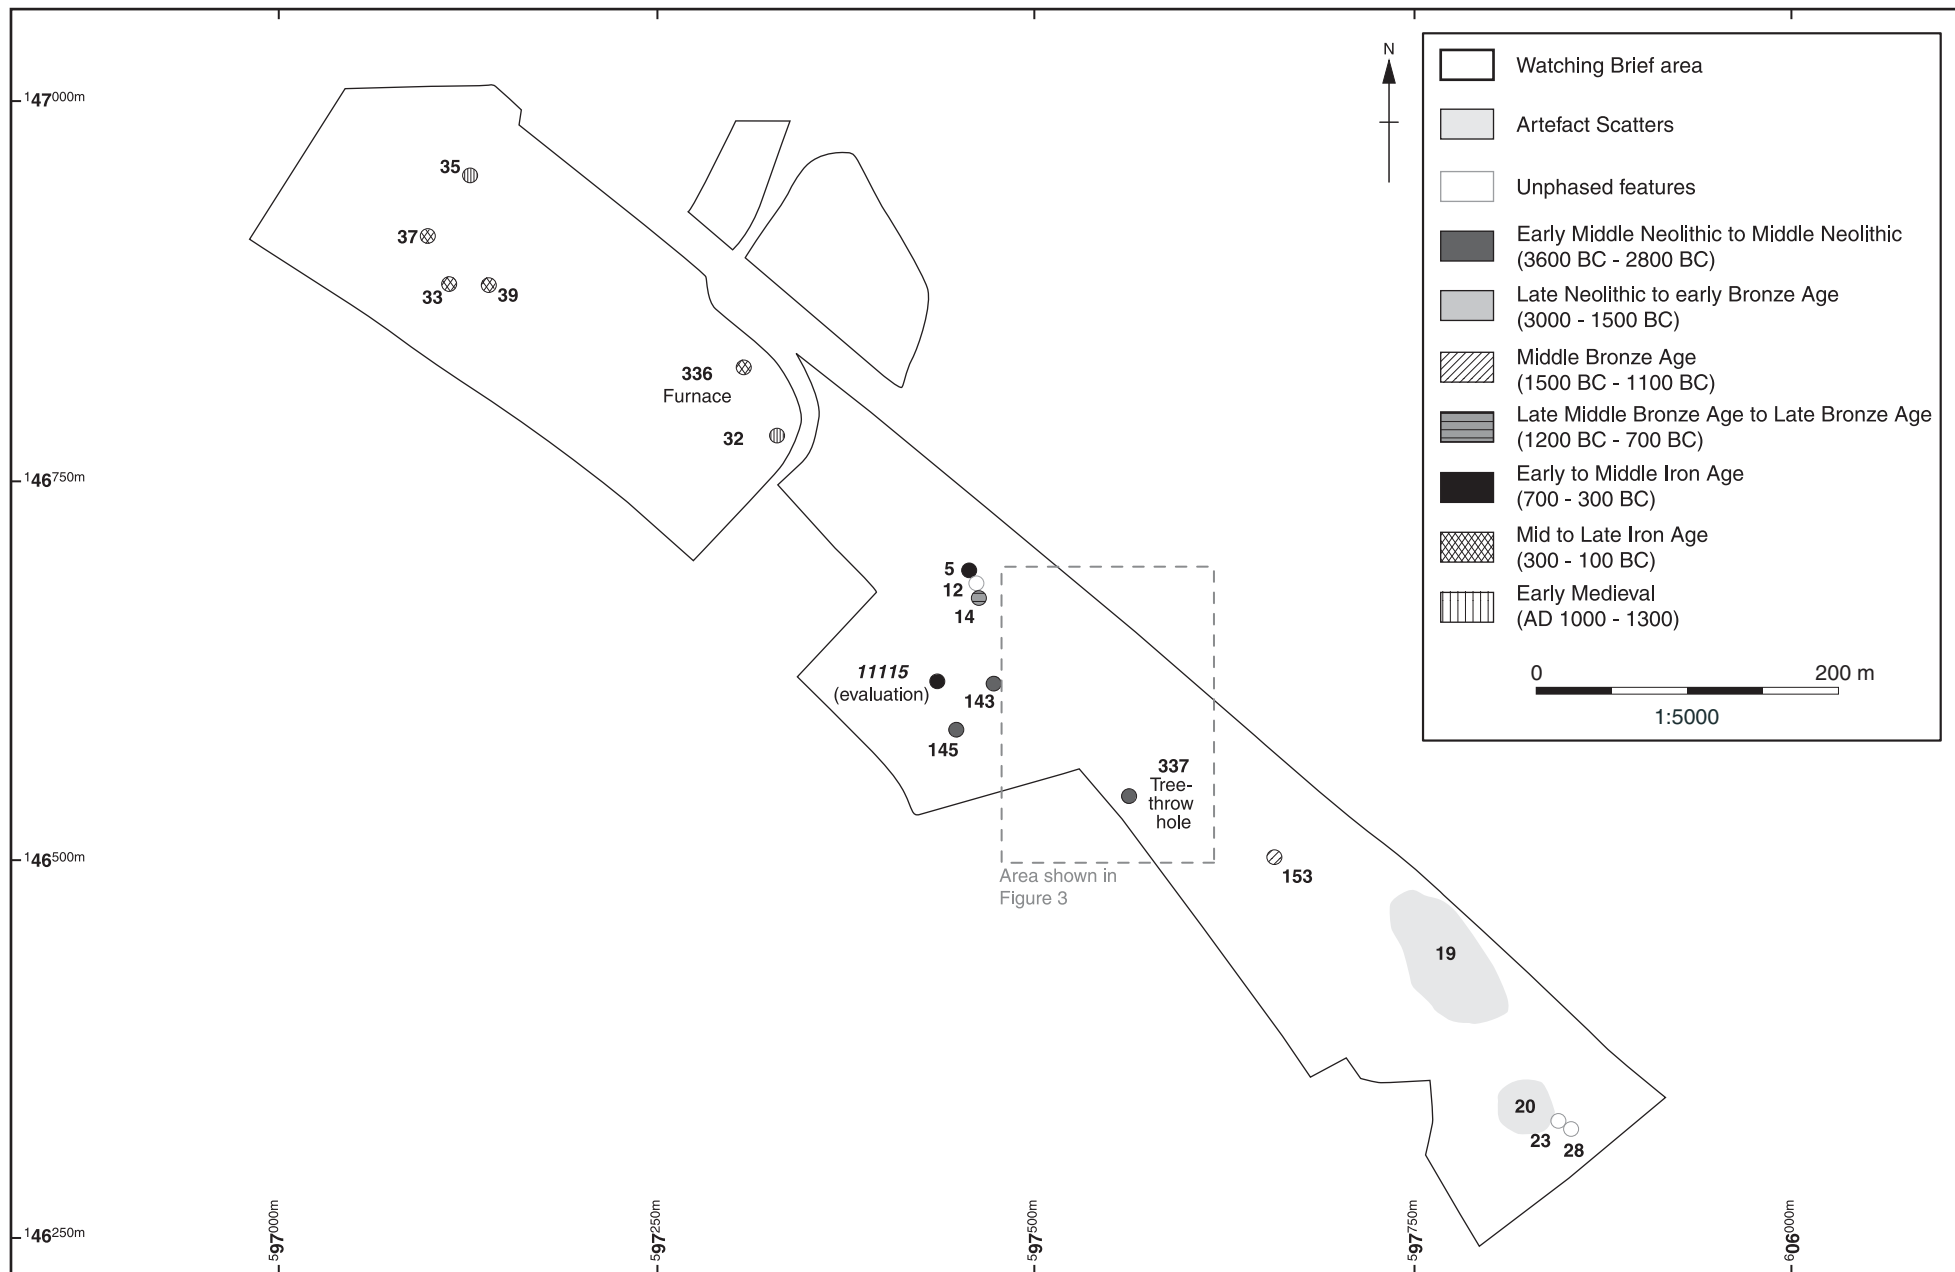 N
Watching Brief area
Artefact Scatters
Unphased features
Early Middle Neolithic to Middle Neolithic
(3600 BC - 2800 BC)
Late Neolithic to early Bronze Age
(3000 - 1500 BC)
Middle Bronze Age
(1500 BC - 1100 BC)
Late Middle Bronze Age to Late Bronze Age
(1200 BC - 700 BC)
Early to Middle Iron Age
(700 - 300 BC)
Mid to Late Iron Age
(300 - 100 BC)
Early Medieval
(AD 1000 - 1300)
0 200 m
1:5000
147000m
35
37
33 39
336
Furnace
32
146750m
5
12
14
11115
(evaluation)
143
145
337
Tree-
throw
hole
146500m
Area shown in
Figure 3
153
19
20
23
28
146250m
597000m
597250m
597500m
597750m
606000m